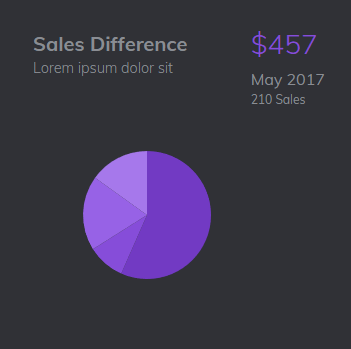 Sales Difference
Lorem ipsum dolor sit
$457
May 2017
210 Sales